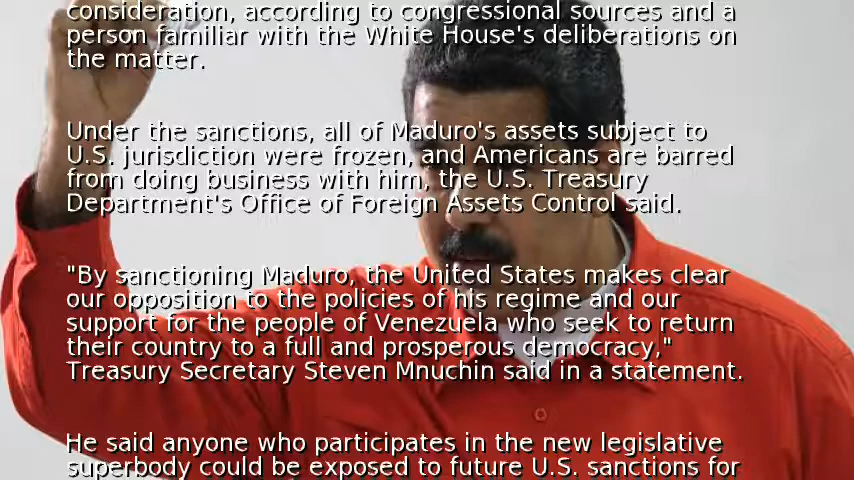 consideration, according to congressional sources and a
person familiar with the White House's deliberations on
the matter.
Under the sanctions, all of Maduro's assets subject to
U.S. jurisdiction were frozen, and Americans are barred
from doing business with him, the U.S. Treasury
Department's Office of Foreign Assets Control said.
"By sanctioning Maduro, the United States makes clear
our opposition to the policies of his regime and our
support for the people of Venezuela who seek to return
their country to a full and prosperous democracy,"
Treasury Secretary Steven Mnuchin said in a statement.
He said anyone who participates in the new legislative
superbody could be exposed to future U.S. sanctions for